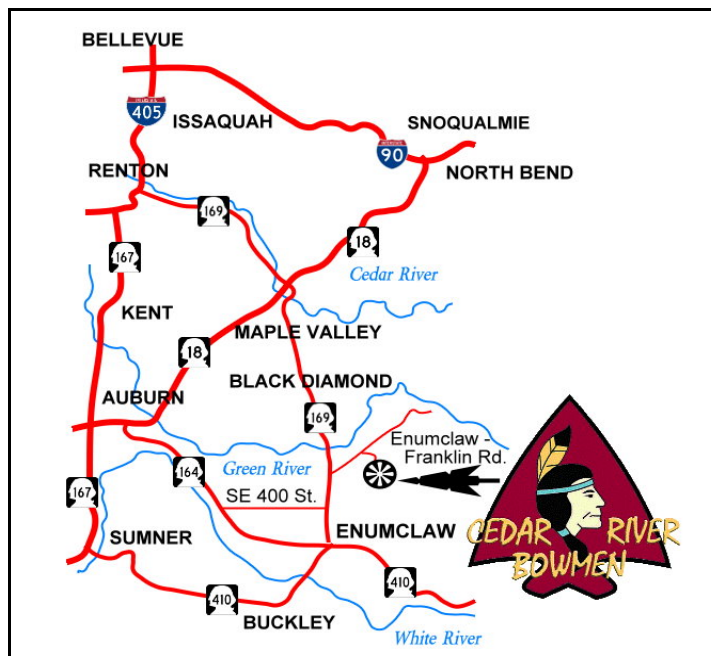 BELLEVUE
405
ISSAQUAH
SNOQUALMIE
90
NORTH BEND
RENTON
169
18
167
Cedar River
KENT
MAPLE VALLEY
18
BLACK DIAMOND
AUBURN
169
Enumclaw -
Franklin Rd.
164
Green River
167
SE 400 St.
SUMNER
ENUMCLAW
CEDAR RIVER
BOWMEN
410
410
BUCKLEY
White River